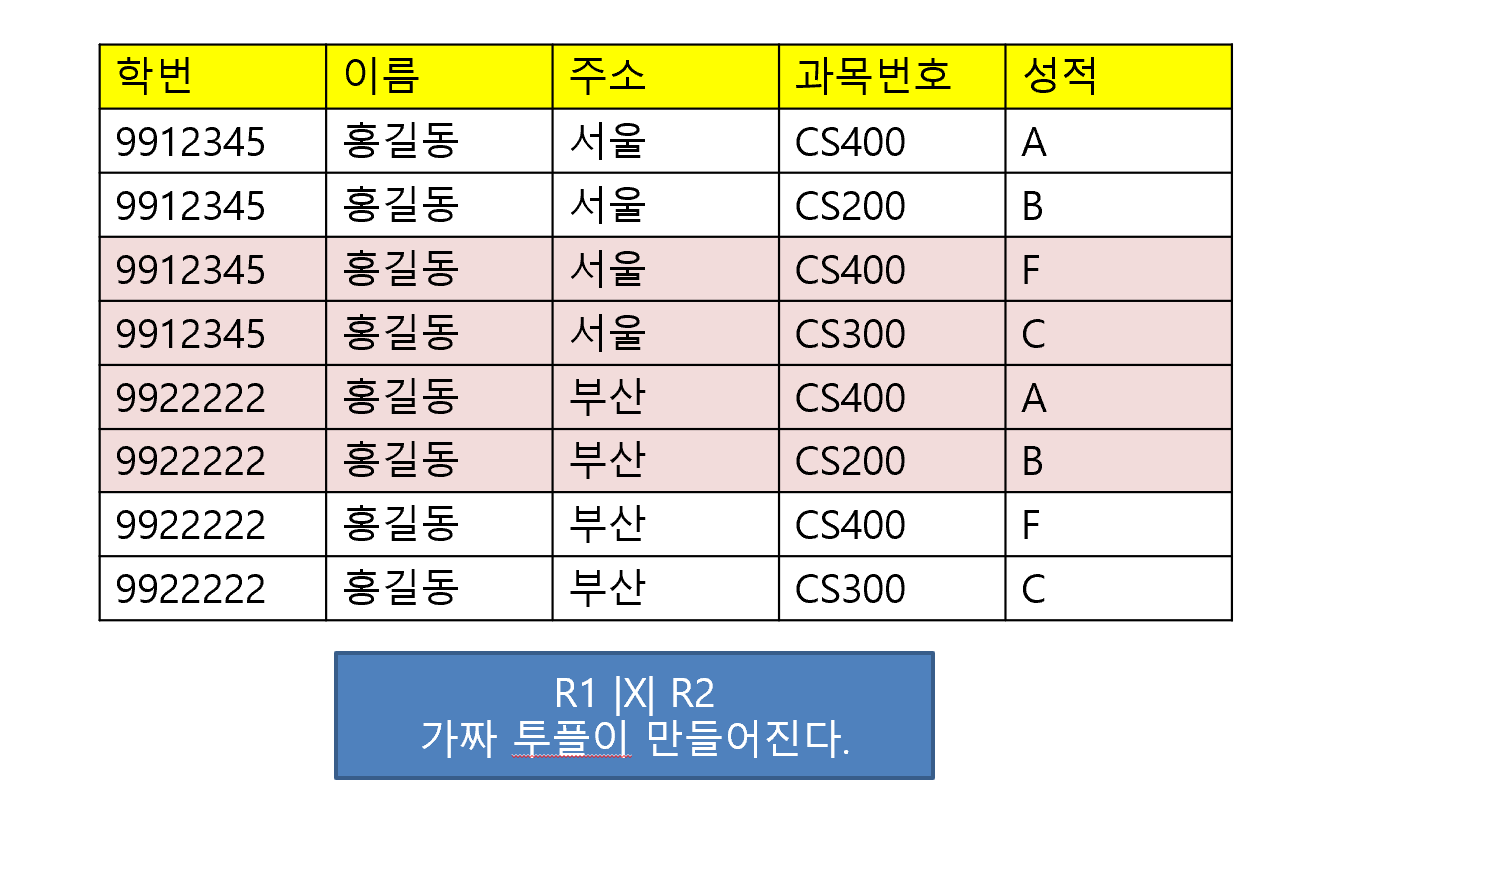 학번 이름 주소 과목번호 성적
9912345 홍길동 서울 CS400 A
9912345 홍길동 서울 CS200 B
9912345 홍길동 서울 CS400 F
9912345 홍길동 서울 CS300 C
9922222 홍길동 부산 CS400 A
9922222 홍길동 부산 CS200 B
9922222 홍길동 부산 CS400 F
9922222 홍길동 부산 CS300 C
R1 |X| R2
가짜 투플이 만들어진다.